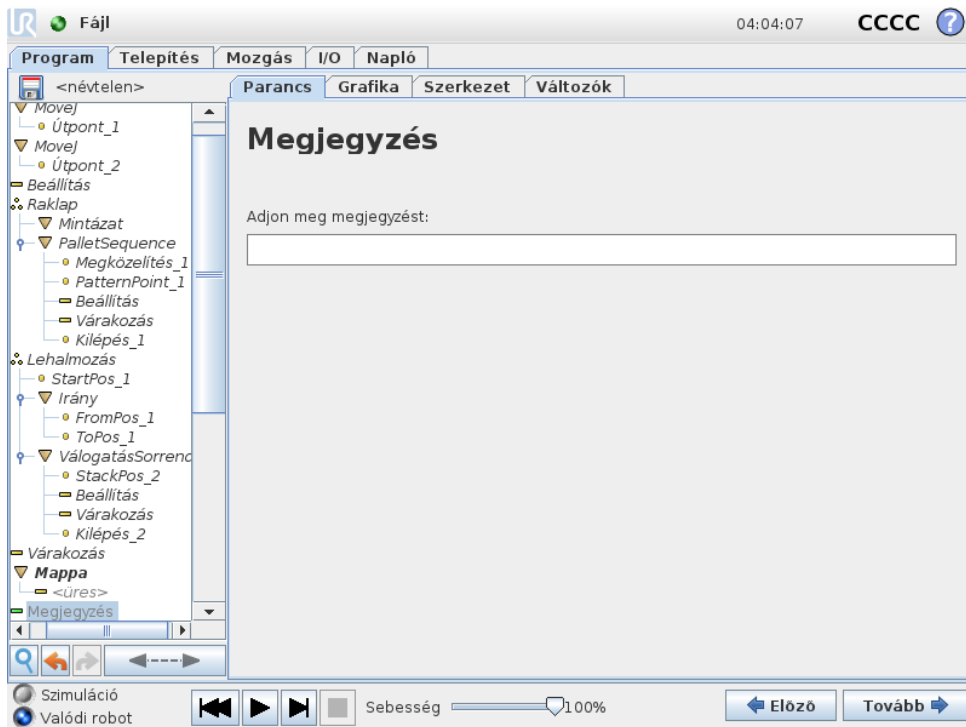 Fájl
04:04:07
CCCC
?
Program Telepítés Mozgás I/O Napló
<névtelen>
Parancs Grafika Szerkezet Változók
MoveJ
Útpont_1
MoveJ
Útpont_2
Beállítás
Raklap
Mintázat
PalletSequence
Megközelítés_1
PatternPoint_1
Beállítás
Várakozás
Kilépés_1
Lehalmozás
StartPos_1
Irány
FromPos_1
ToPos_1
VálogatásSorrend
StackPos_2
Beállítás
Várakozás
Kilépés_2
Várakozás
Mappa
<üres>
Megjegyzés
Megjegyzés
Adjon meg megjegyzést:
Szimuláció
Valódi robot
Sebesség 100%
Előző
Tovább